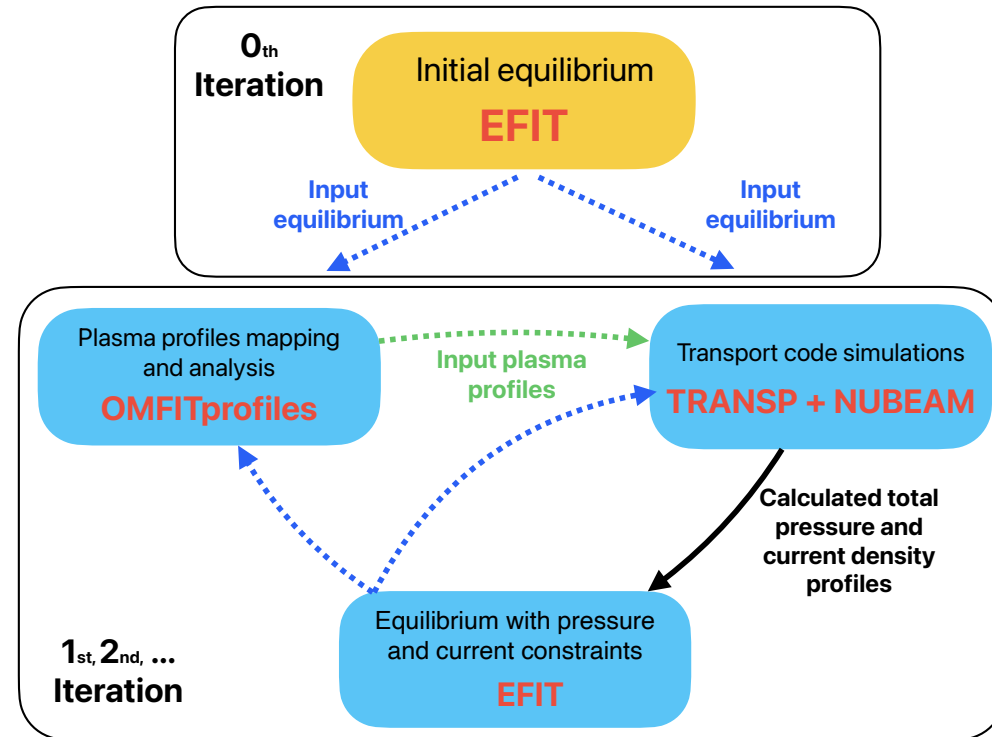 0th
Iteration
Initial equilibrium
EFIT
Input
equilibrium
Input
equilibrium
Plasma profiles mapping
and analysis
OMFITprofiles
Input plasma
profiles
Transport code simulations
TRANSP + NUBEAM
Calculated total
pressure and
current density
profiles
Equilibrium with pressure
and current constraints
EFIT
1st, 2nd, ...
Iteration